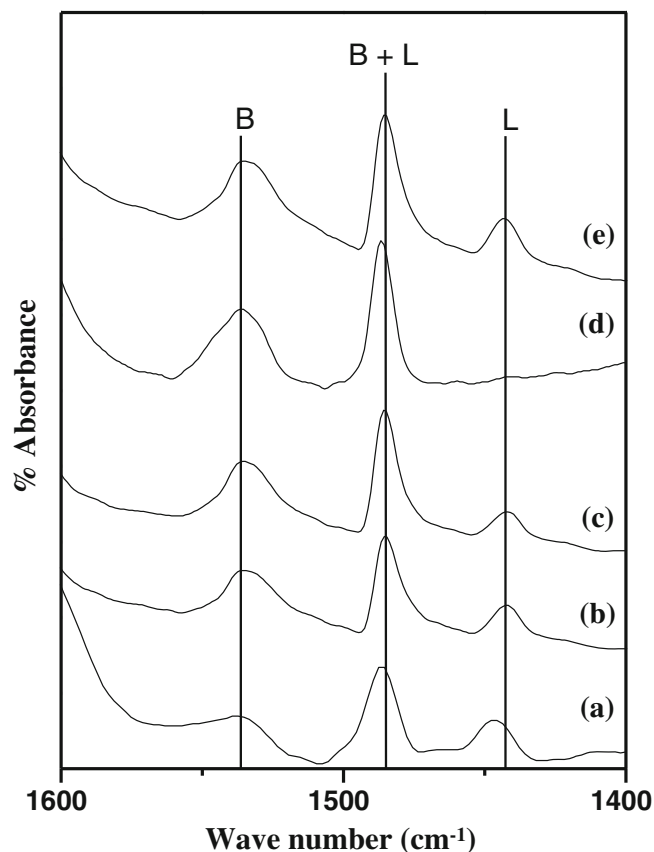 B + L
B
L
(e)
(d)
(c)
(b)
(a)
% Absorbance
1600
1500
1400
Wave number (cm-1)